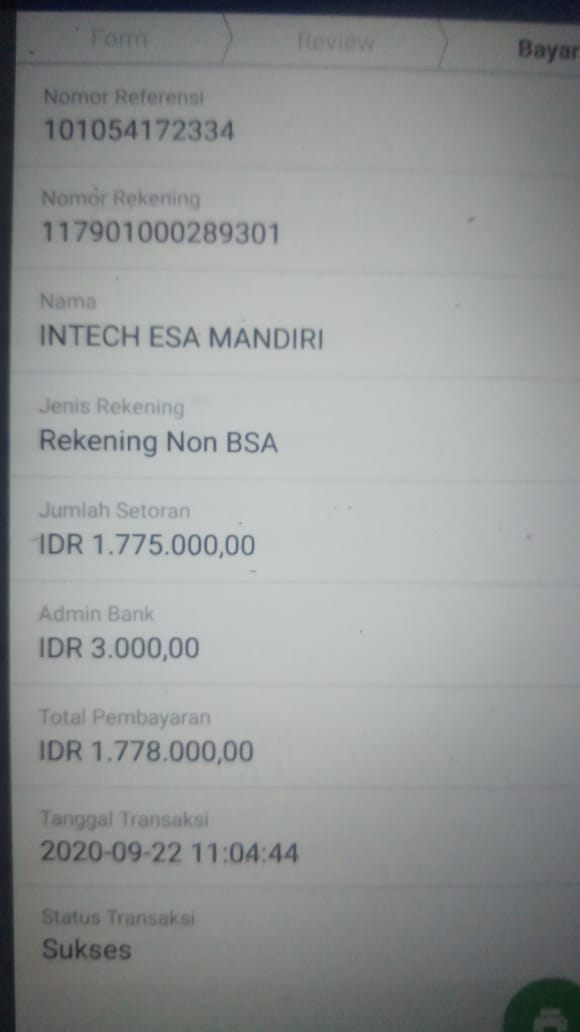 Form
Review
Bayar
Nomor Referensi
101054172334
Nomor Rekening
117901000289301
Nama
INTECH ESA MANDIRI
Jenis Rekening
Rekening Non BSA
Jumlah Setoran
IDR 1.775.000,00
Admin Bank
IDR 3.000,00
Total Pembayaran
IDR 1.778.000,00
Tanggal Transaksi
2020-09-22 11:04:44
Status Transaksi
Sukses